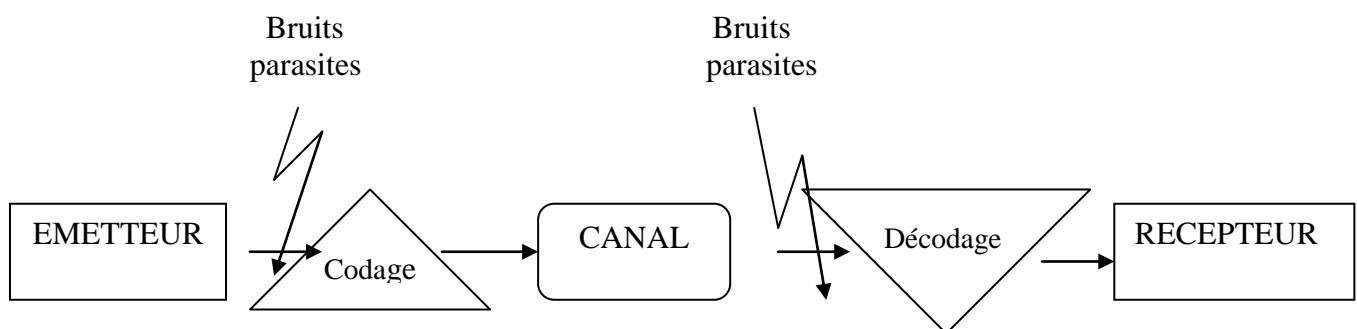 Bruits
parasites
Bruits
parasites
EMETTEUR
Codage
CANAL
Décodage
RECEPTEUR